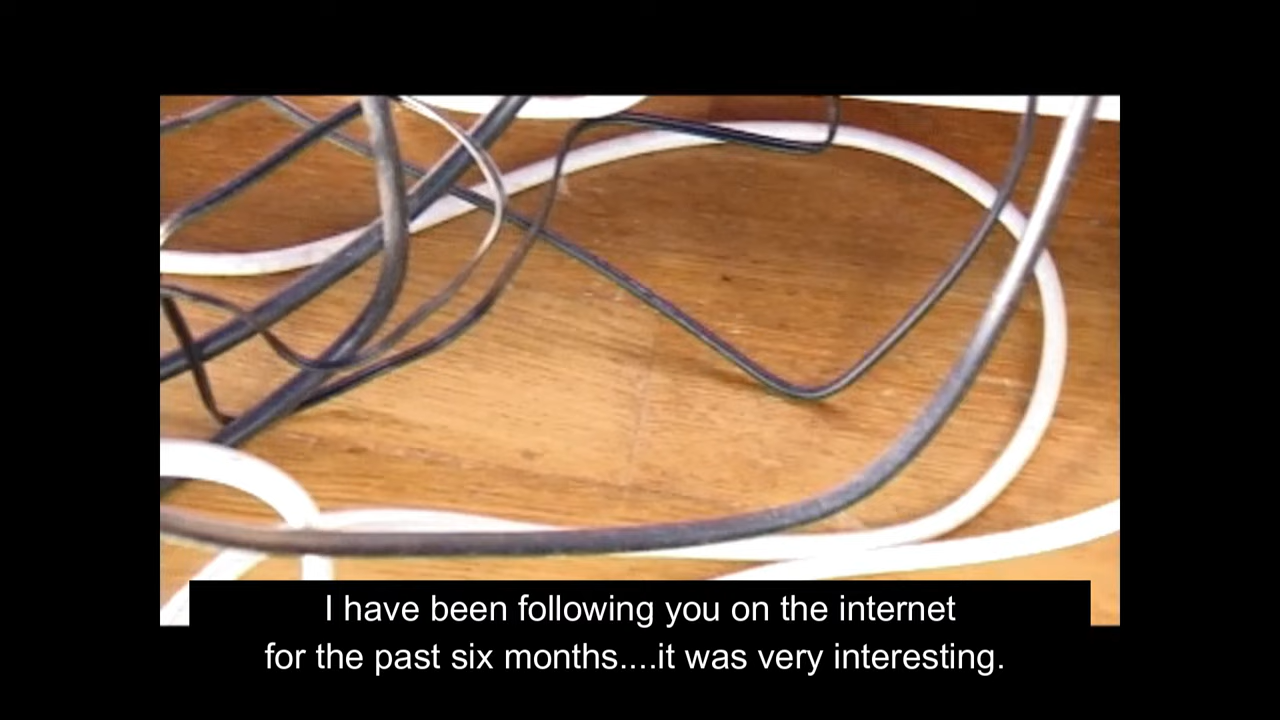 I have been following you on the internet
for the past six months....it was very interesting.